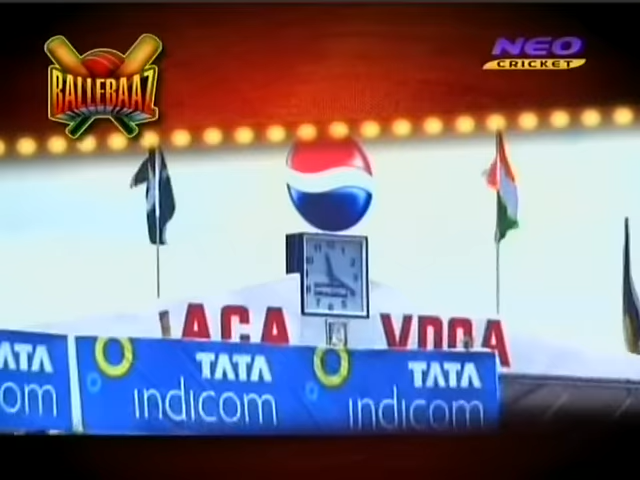 BALLEBAAZ
NEO
CRICKET
ACA VDCA
TATA
indicom
TATA
indicom
TATA
indicom